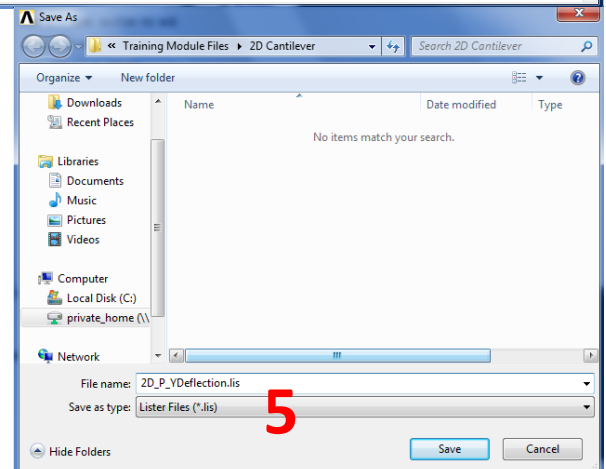 Save As
« Training Module Files 2D Cantilever Search 2D Cantilever
Organize New folder
Downloads
Recent Places
Libraries
Documents
Music
Pictures
Videos
Computer
Local Disk (C:)
private_home (\\
Network
Name Date modified Type
No items match your search.
File name: 2D_P_YDeflection.lis
Save as type: Lister Files (*.lis)
5
Hide Folders Save Cancel